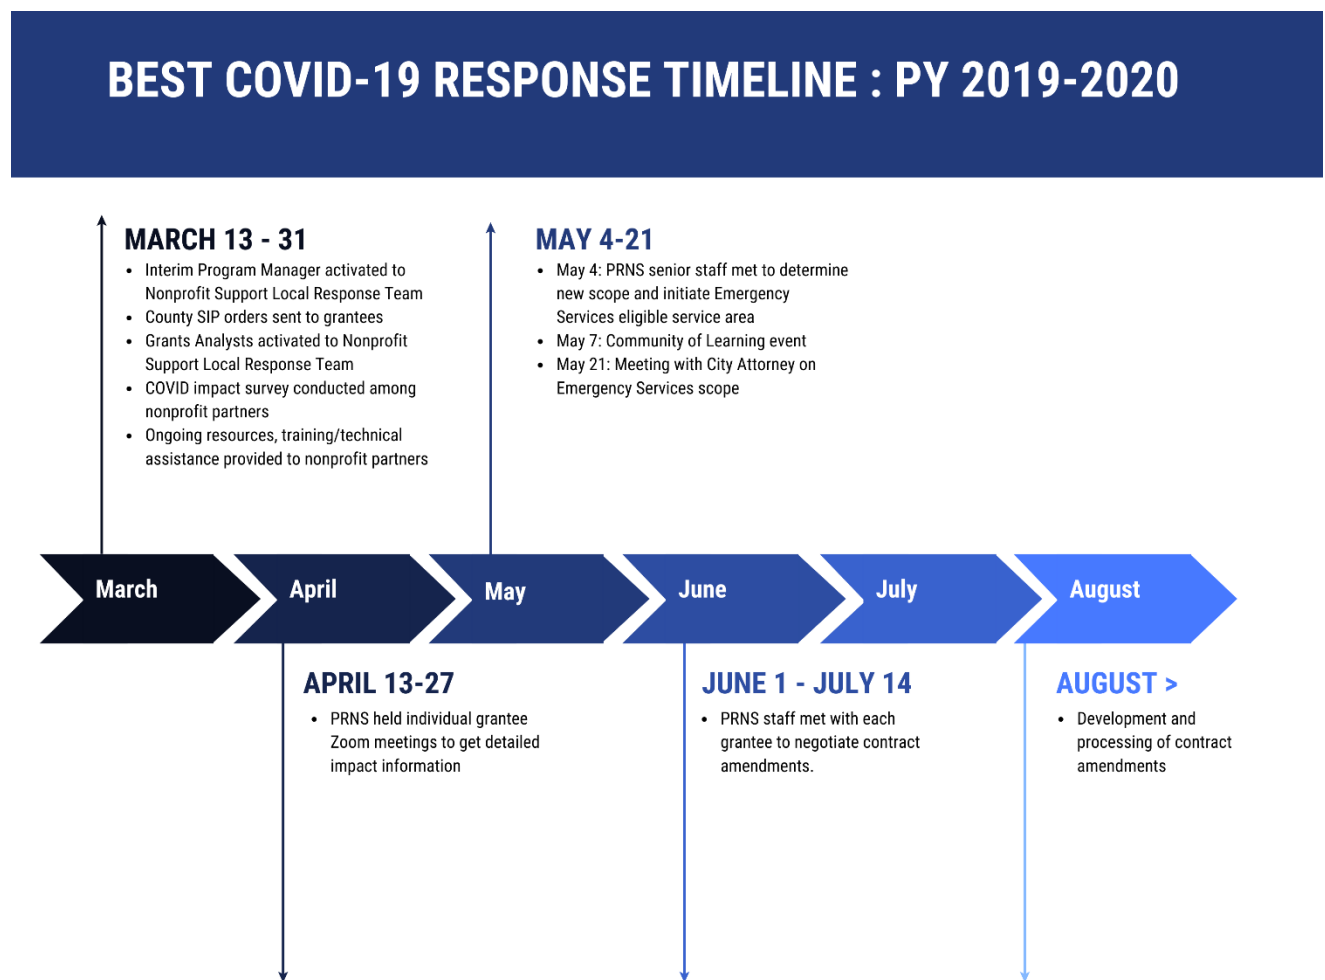 BEST COVID-19 RESPONSE TIMELINE : PY 2019-2020
MARCH 13 - 31
• Interim Program Manager activated to
Nonprofit Support Local Response Team
• County SIP orders sent to grantees
• Grants Analysts activated to Nonprofit
Support Local Response Team
• COVID impact survey conducted among
nonprofit partners
• Ongoing resources, training/technical
assistance provided to nonprofit partners
MAY 4-21
• May 4: PRNS senior staff met to determine
new scope and initiate Emergency
Services eligible service area
• May 7: Community of Learning event
• May 21: Meeting with City Attorney on
Emergency Services scope
March
April
May
June
July
August
APRIL 13-27
• PRNS held individual grantee
Zoom meetings to get detailed
impact information
JUNE 1 - JULY 14
• PRNS staff met with each
grantee to negotiate contract
amendments.
AUGUST >
• Development and
processing of contract
amendments